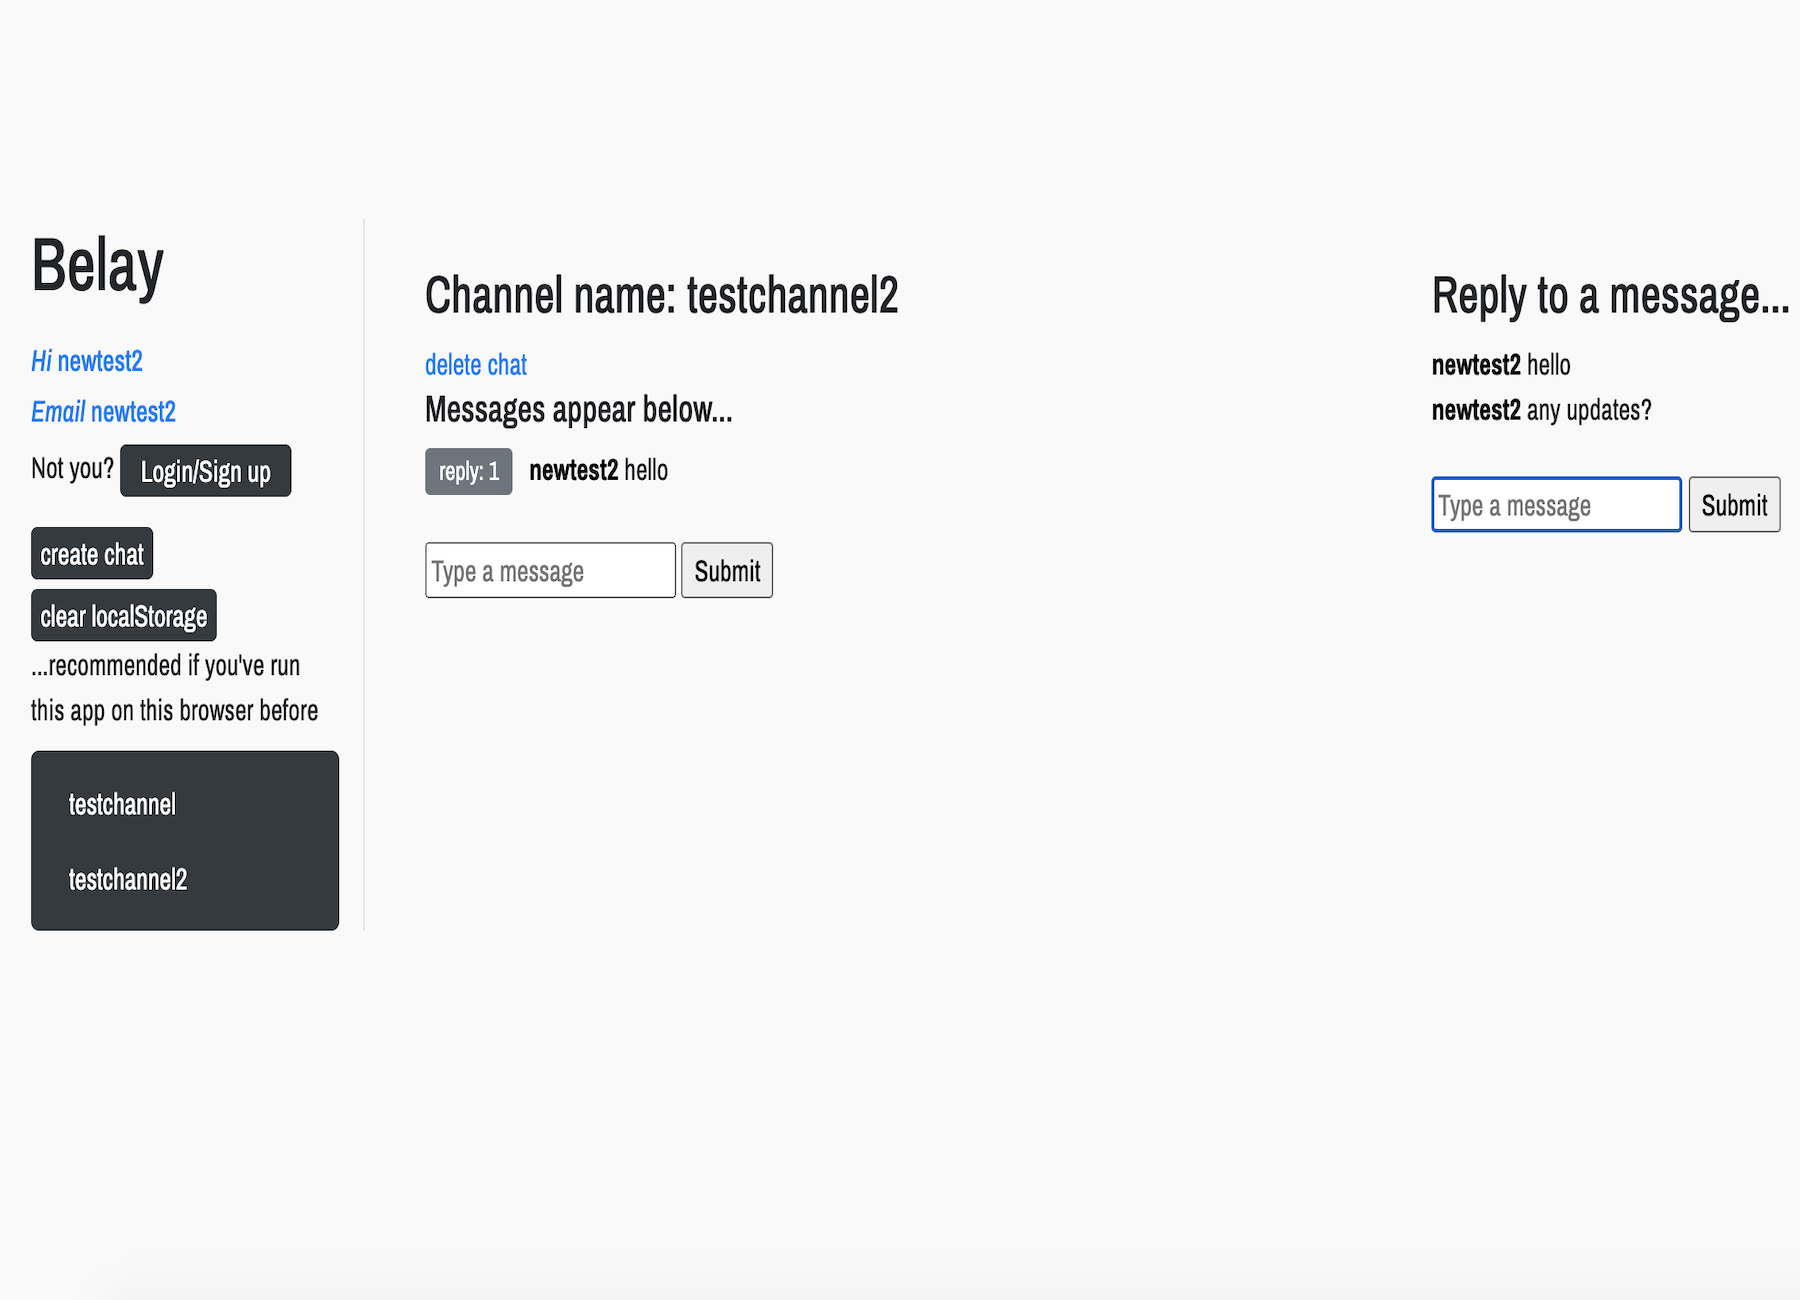 Belay
Hi newtest2
Email newtest2
Not you? Login/Sign up
create chat
clear localStorage
...recommended if you've run
this app on this browser before
testchannel
testchannel2
Channel name: testchannel2
delete chat
Messages appear below...
reply: 1 newtest2 hello
Type a message Submit
Reply to a message...
newtest2 hello
newtest2 any updates?
Type a message Submit